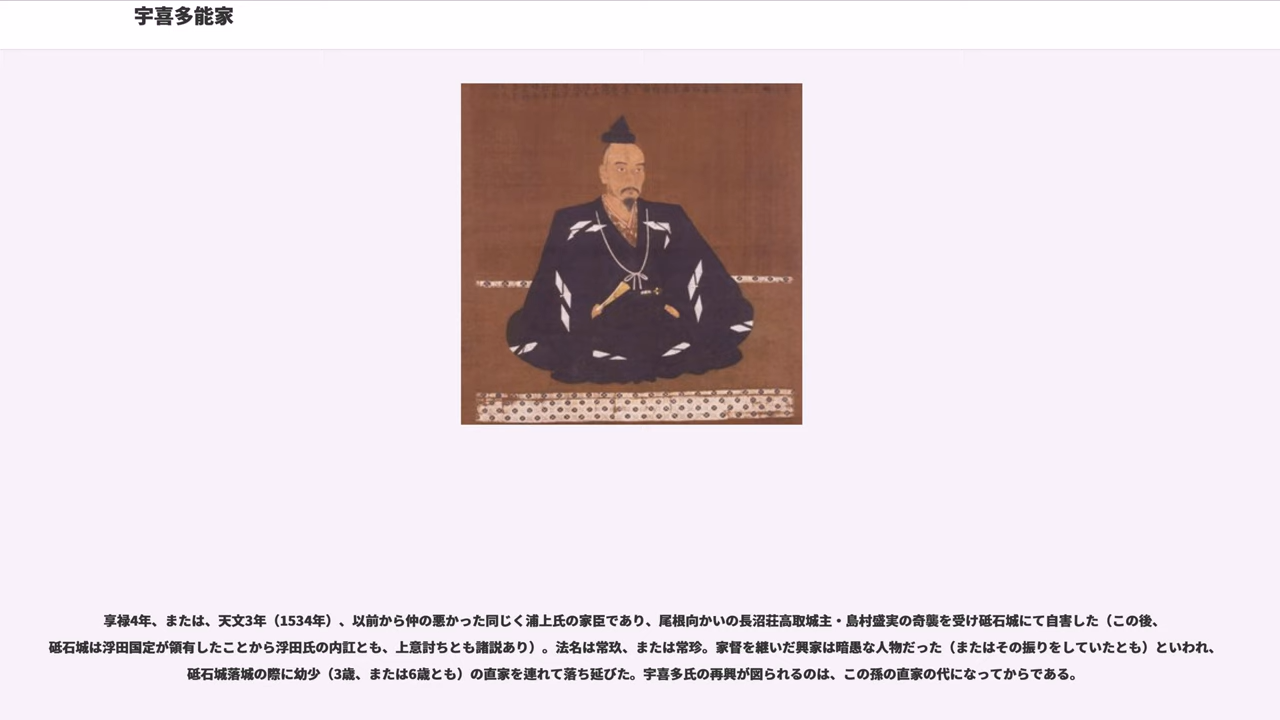 宇喜多能家
享禄4年、または、天文3年（1534年）、以前から仲の悪かった同じく浦上氏の家臣であり、尾根向かいの長沼荘高取城主・島村盛実の奇襲を受け砥石城にて自害した（この後、
砥石城は浮田国定が領有したことから浮田氏の内訌とも、上意討ちとも諸説あり）。法名は常玖、または常珍。家督を継いだ興家は暗愚な人物だった（またはその振りをしていたとも）といわれ、
砥石城落城の際に幼少（3歳、または6歳とも）の直家を連れて落ち延びた。宇喜多氏の再興が図られるのは、この孫の直家の代になってからである。